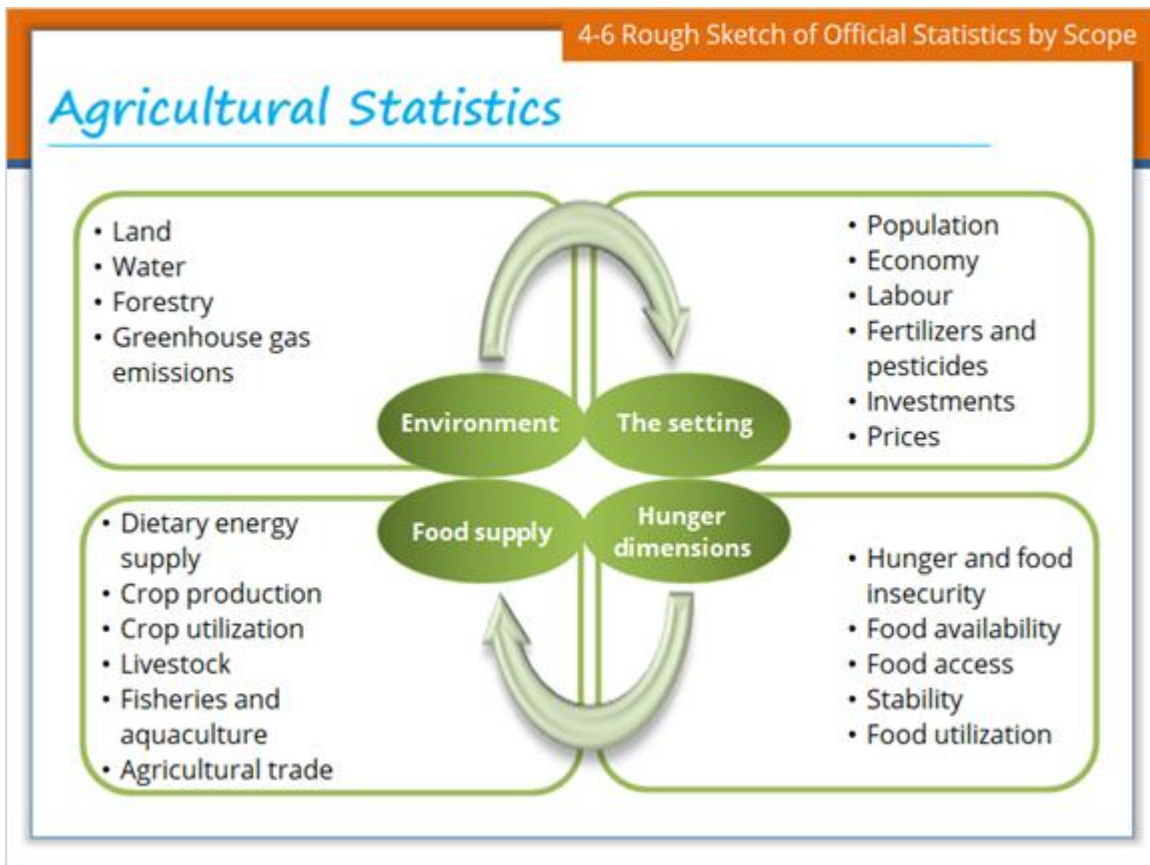 4-6 Rough Sketch of Official Statistics by Scope
Agricultural Statistics
• Land
• Water
• Forestry
• Greenhouse gas
emissions
• Population
• Economy
• Labour
• Fertilizers and
pesticides
• Investments
• Prices
Environment
The setting
Food supply
Hunger
dimensions
• Dietary energy
supply
• Crop production
• Crop utilization
• Livestock
• Fisheries and
aquaculture
• Agricultural trade
• Hunger and food
insecurity
• Food availability
• Food access
• Stability
• Food utilization